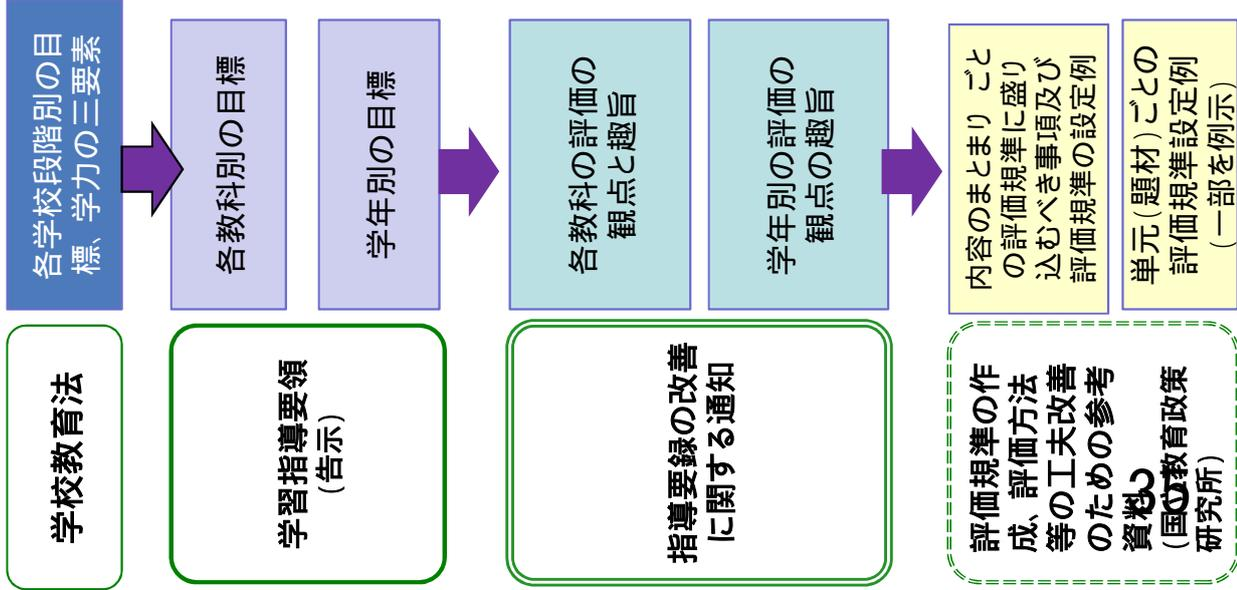 学校教育法
各学校段階別の目
標、学力の三要素
学習指導要領
(告示)
各教科別の目標
学年別の目標
指導要録の改善
に関する通知
各教科の評価の
観点と趣旨
学年別の評価の
観点の趣旨
評価規準の作
成、評価方法
等の工夫改善
のための参考
資料
(国立教育政策
研究所)
35
内容のまとまり ごと
の評価規準に盛り
込むべき事項及び
評価規準の設定例
単元(題材)ごとの
評価規準設定例
(一部を例示)